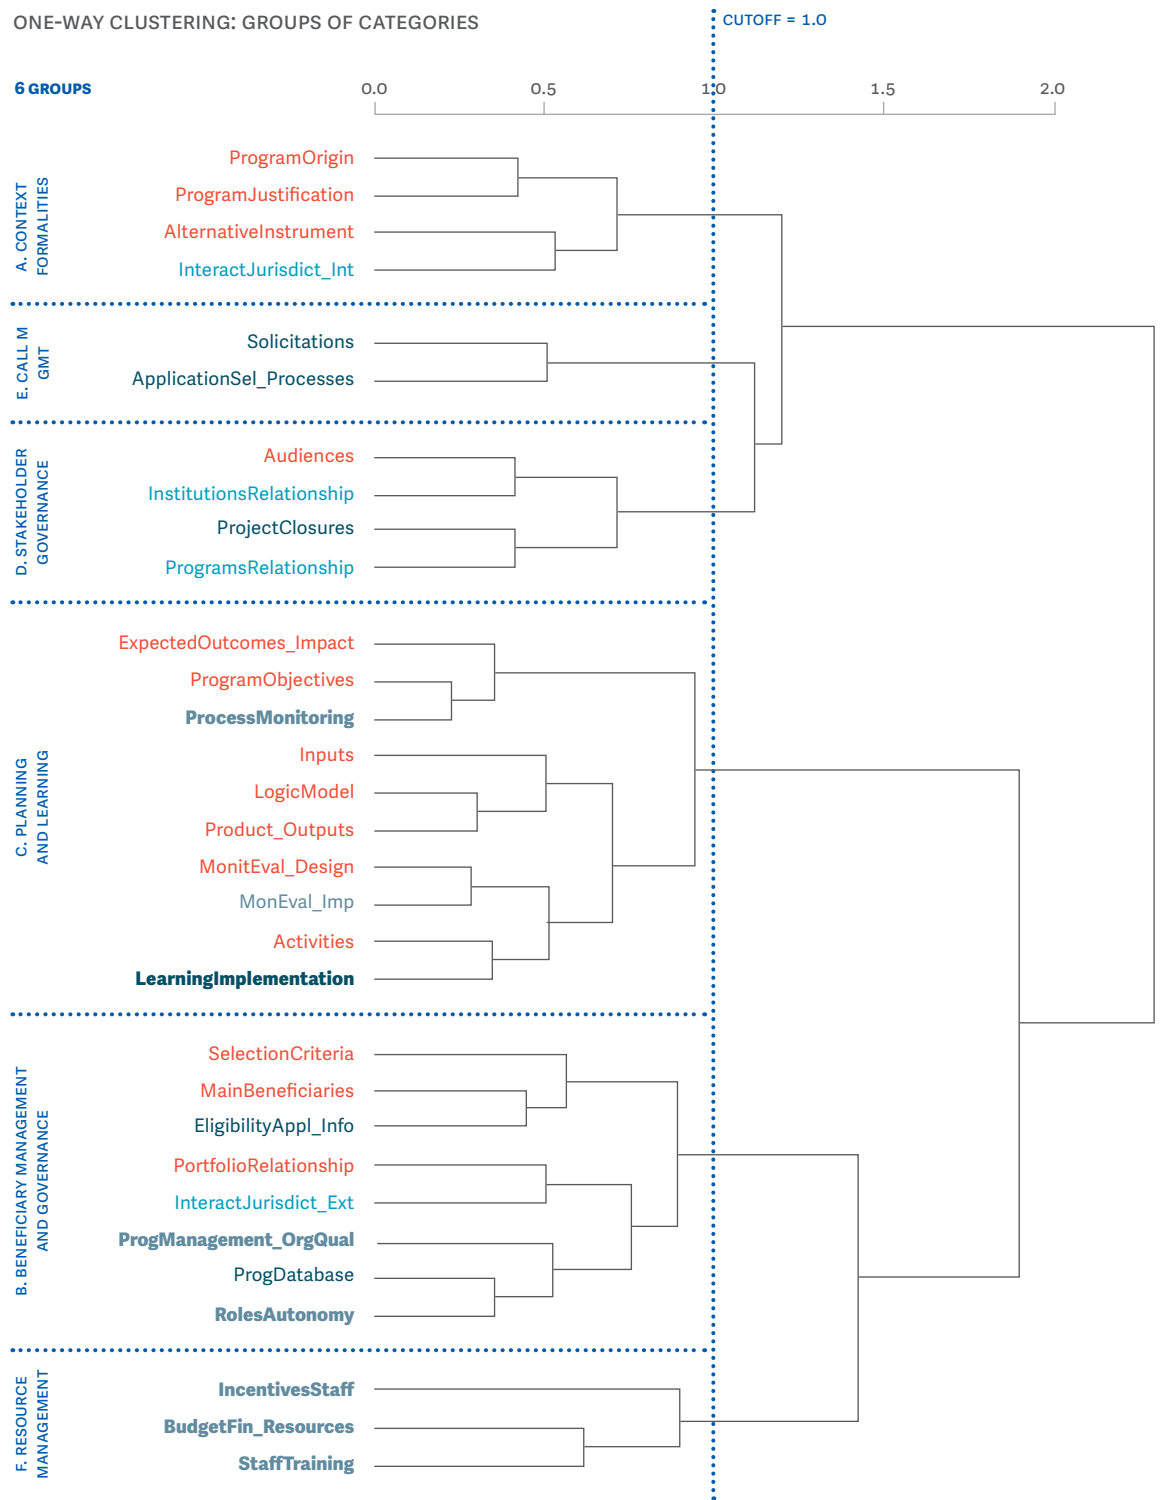 ONE-WAY CLUSTERING: GROUPS OF CATEGORIES
CUTOFF = 1.0
6 GROUPS
0.0 0.5 1.0 1.5 2.0
A. CONTEXT
FORMALITIES
ProgramOrigin
ProgramJustification
AlternativeInstrument
InteractJurisdict_Int
E. CALL M
GMT
Solicitations
ApplicationSel_Processes
D. STAKEHOLDER
GOVERNANCE
Audiences
InstitutionsRelationship
ProjectClosures
ProgramsRelationship
C. PLANNING
AND LEARNING
ExpectedOutcomes_Impact
ProgramObjectives
ProcessMonitoring
Inputs
LogicModel
Product_Outputs
MonitEval_Design
MonEval_Imp
Activities
LearningImplementation
B. BENEFICIARY MANAGEMENT
AND GOVERNANCE
SelectionCriteria
MainBeneficiaries
EligibilityAppl_Info
PortfolioRelationship
InteractJurisdict_Ext
ProgManagement_OrgQual
ProgDatabase
RolesAutonomy
F. RESOURCE
MANAGEMENT
IncentivesStaff
BudgetFin_Resources
StaffTraining